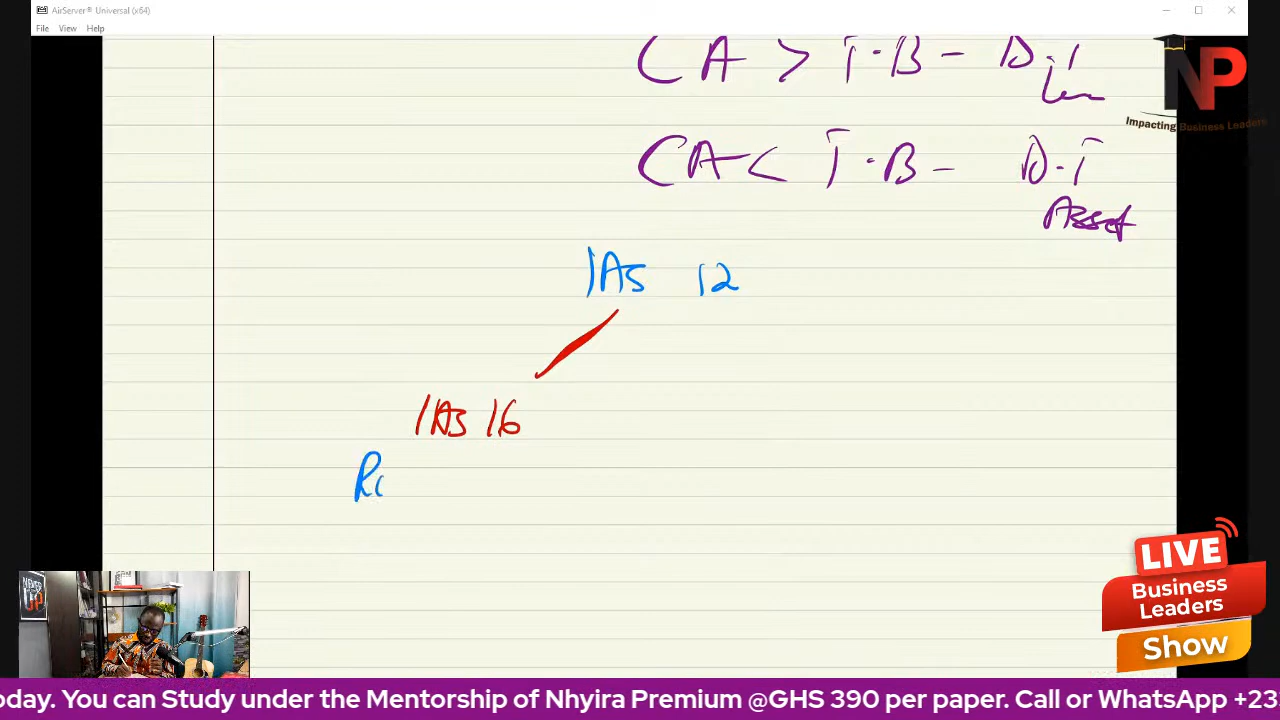 AirServer® Universal (x64)
File View Help
CA > T.B - D.T
CA < T.B - D.T
Asset
IAS 12
IAS 16
NP
Impacting Business Leaders
LIVE
Business
Leaders
Show
oday. You can Study under the Mentorship of Nhyira Premium @GHS 390 per paper. Call or WhatsApp +23